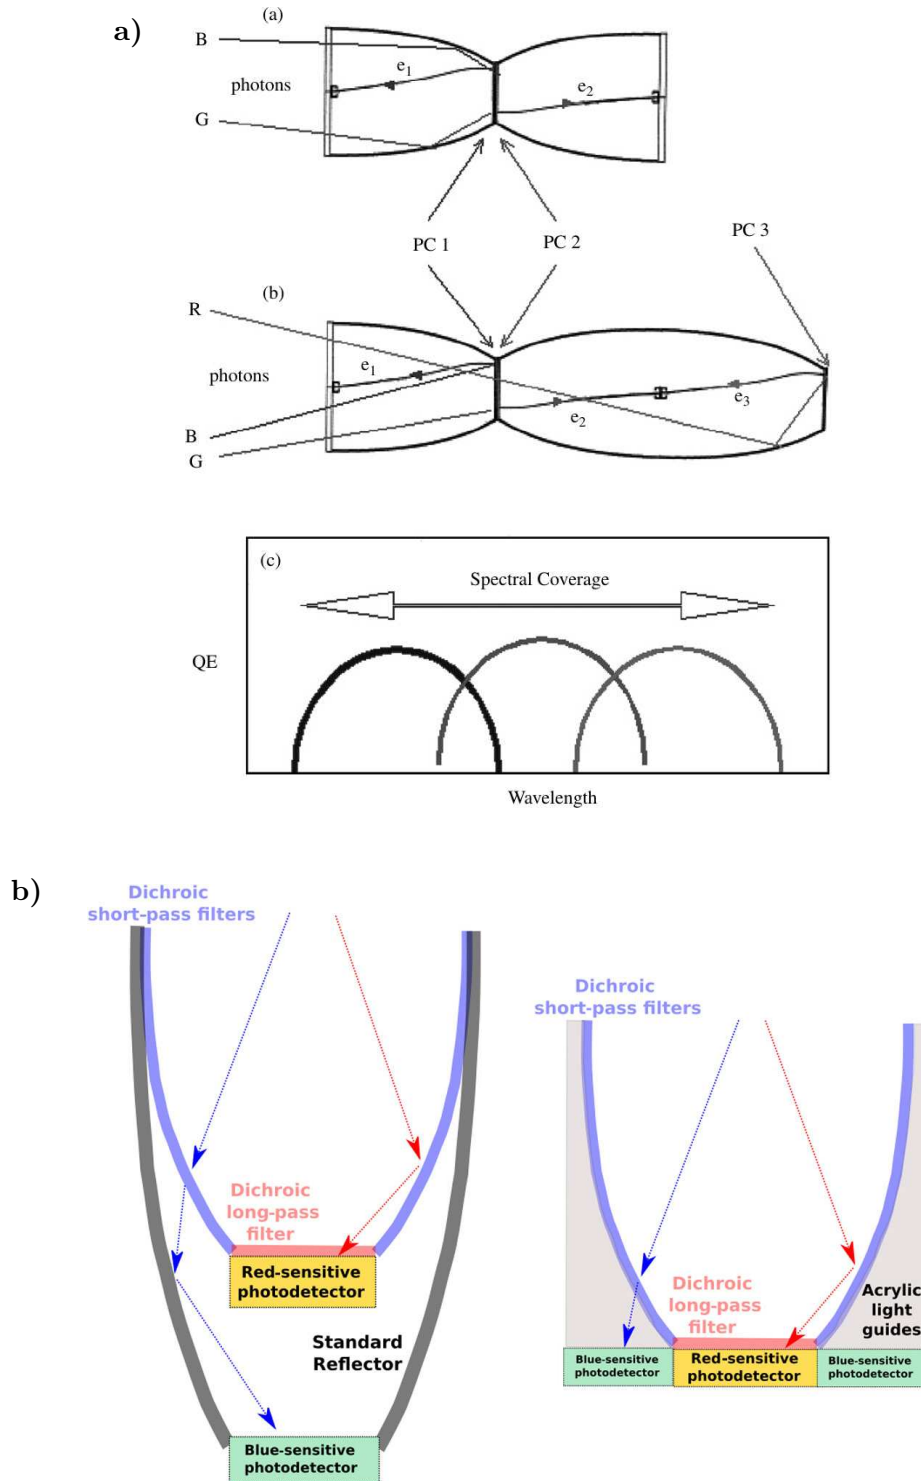 a)
(a)
B
photons
G
e1
e2
PC 1
PC 2
PC 3
(b)
R
photons
B
G
e1
e2
e3
(c)
Spectral Coverage
QE
Wavelength
b)
Dichroic
short-pass filters
Dichroic
long-pass
filter
Red-sensitive
photodetector
Standard
Reflector
Blue-sensitive
photodetector
Dichroic
short-pass filters
Dichroic
long-pass
filter
Acrylic
light
guides
Blue-sensitive
photodetector
Red-sensitive
photodetector
Blue-sensitive
photodetector